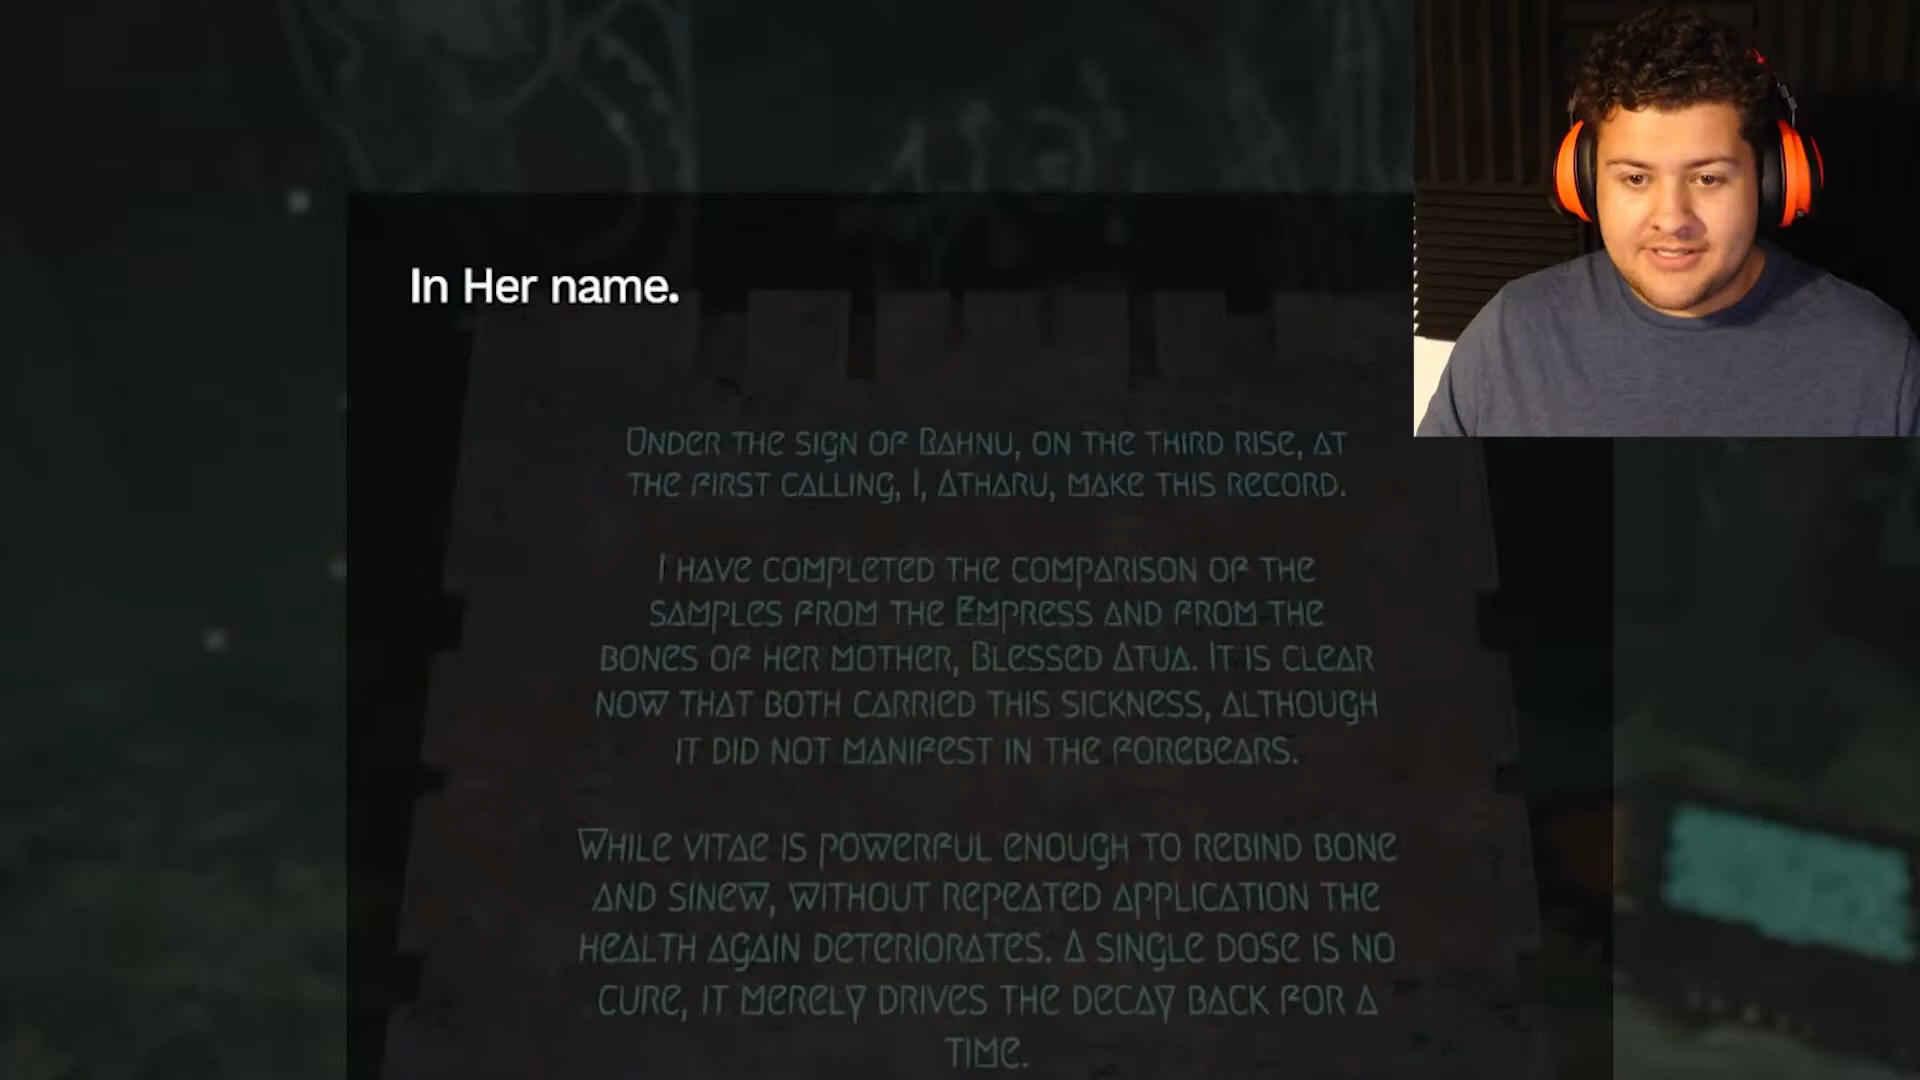 In Her name.
Under the sign of Bahnu, on the third rise, at
the first calling, I, Atharu, make this record.
I have completed the comparison of the
samples from the Empress and from the
bones of her mother, Blessed Atua. It is clear
now that both carried this sickness, although
it did not manifest in the forebears.
While vitae is powerful enough to rebind bone
and sinew, without repeated application the
health again deteriorates. A single dose is no
cure, it merely drives the decay back for a
time.